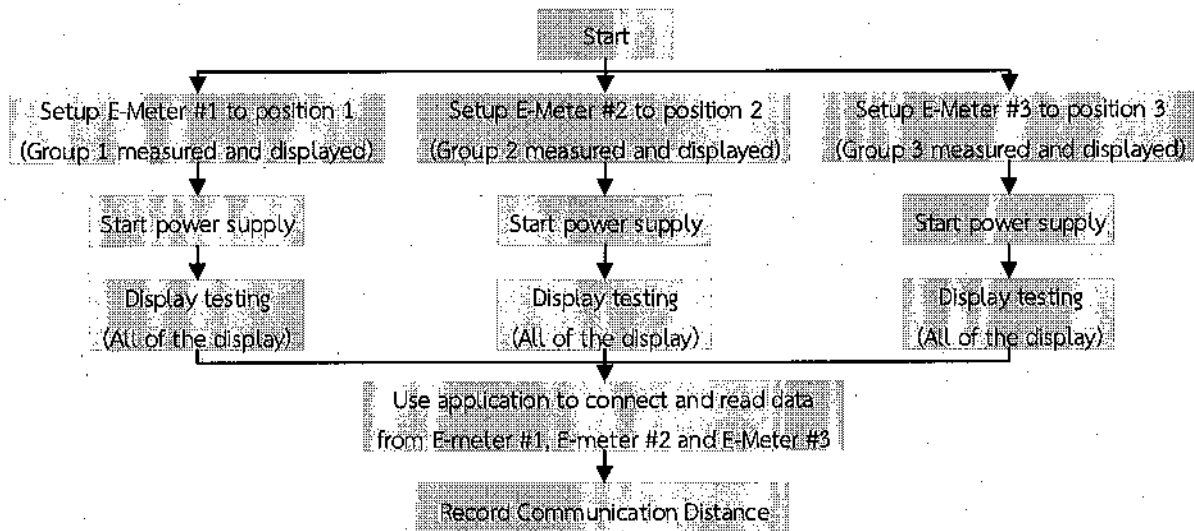 Start
Setup E-Meter #1 to position 1
(Group 1 measured and displayed)
Setup E-Meter #2 to position 2
(Group 2 measured and displayed)
Setup E-Meter #3 to position 3
(Group 3 measured and displayed)
Start power supply
Start power supply
Start power supply
Display testing
(All of the display)
Display testing
(All of the display)
Display testing
(All of the display)
Use application to connect and read data
from E-meter #1, E-meter #2 and E-Meter #3
Record Communication Distance